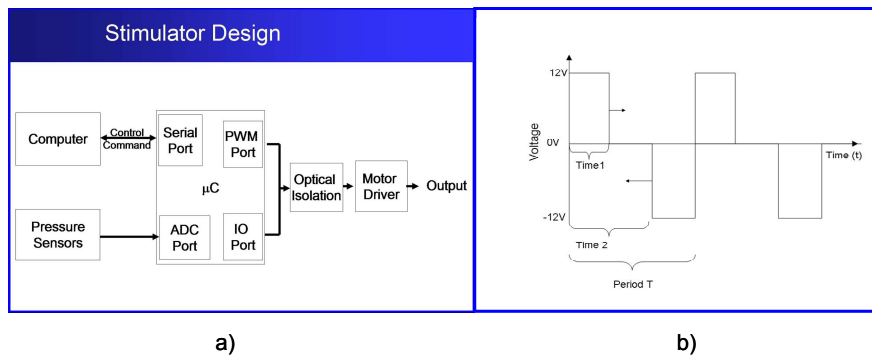 Stimulator Design
Computer
Control
Command
Serial
Port
PWM
Port
μC
Optical
Isolation
Motor
Driver
Output
Pressure
Sensors
ADC
Port
IO
Port
a)
Voltage
12V
0V
-12V
Time1
Time (t)
Time 2
Period T
b)